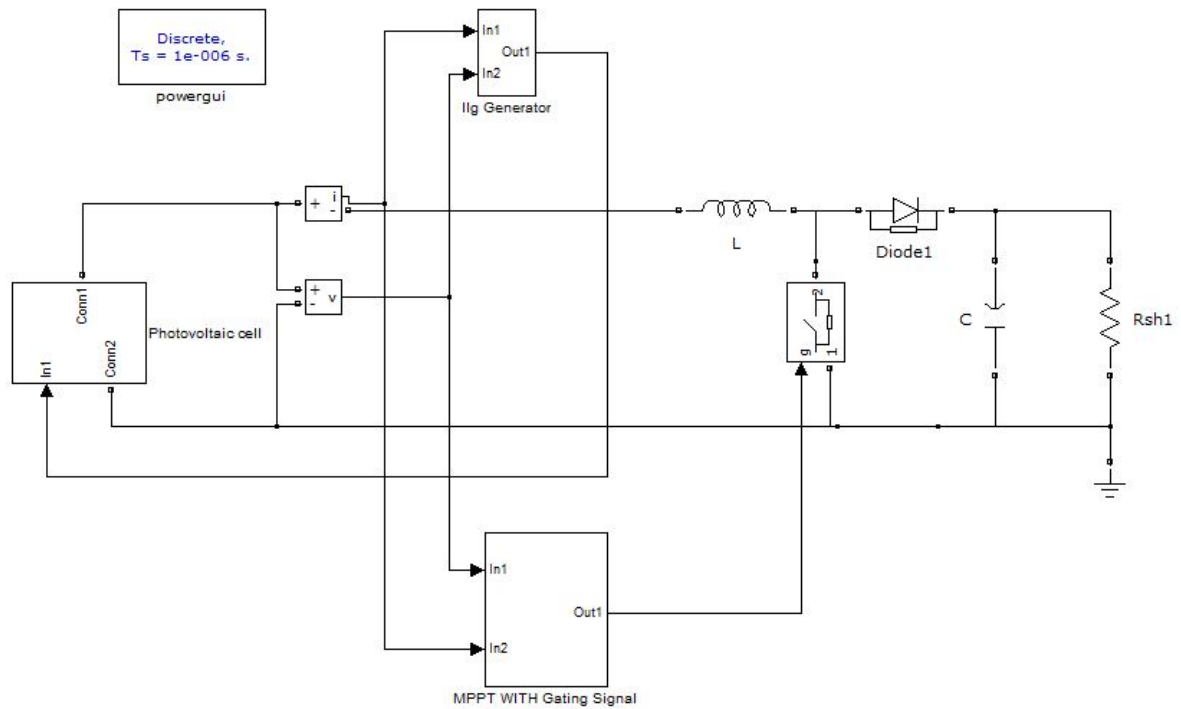 Discrete,
Ts = 1e-006 s.
powergui
In1
Out1
In2
Ilg Generator
+
i
-
L
Diode1
+
-
v
Conn1
Photovoltaic cell
In1
Conn2
2
g
1
C
Rsh1
In1
Out1
In2
MPPT WITH Gating Signal